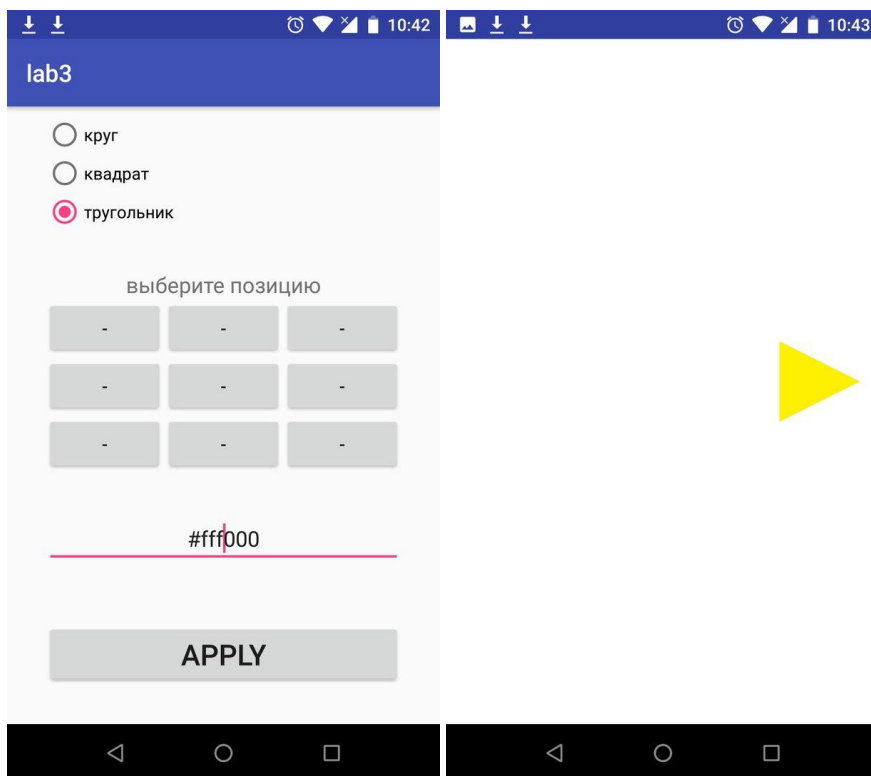 10:42
lab3
круг
квадрат
тругольник
выберите позицию
- - -
- - -
- - -
#fff000
APPLY
10:43